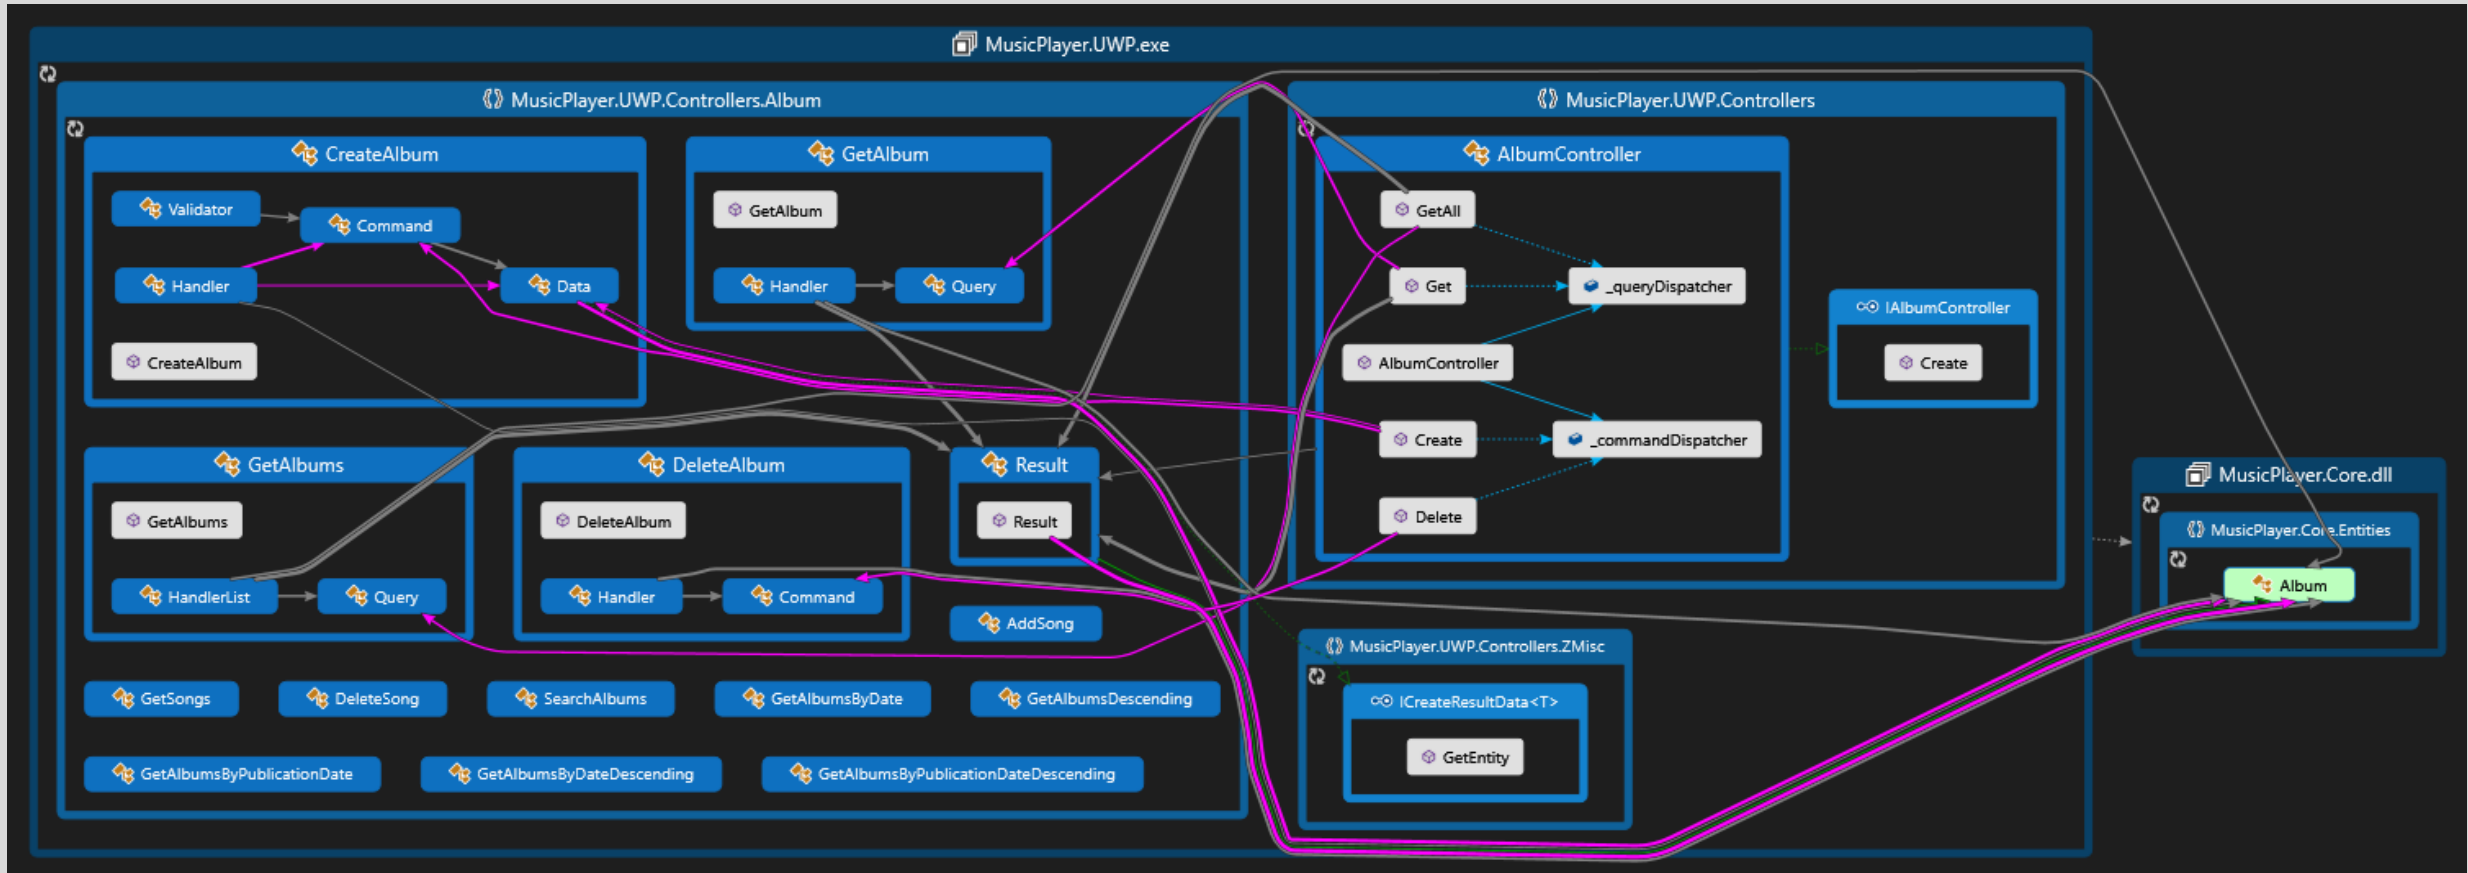 MusicPlayer.UWP.exe
MusicPlayer.UWP.Controllers.Album
MusicPlayer.UWP.Controllers
CreateAlbum
GetAlbum
AlbumController
Validator
Command
GetAlbum
GetAll
Handler
Data
Handler
Query
Get
_queryDispatcher
IAlbumController
CreateAlbum
AlbumController
Create
Create
_commandDispatcher
GetAlbums
DeleteAlbum
Result
MusicPlayer.Core.dll
GetAlbums
DeleteAlbum
Result
Delete
MusicPlayer.Core.Entities
HandlerList
Query
Handler
Command
Album
AddSong
MusicPlayer.UWP.Controllers.ZMisc
GetSongs
DeleteSong
SearchAlbums
GetAlbumsByDate
GetAlbumsDescending
ICreateResultData<T>
GetEntity
GetAlbumsByPublicationDate
GetAlbumsByDateDescending
GetAlbumsByPublicationDateDescending